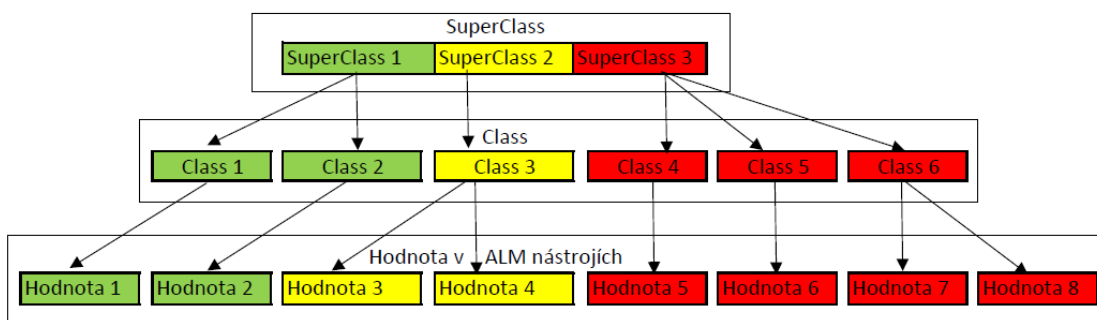 SuperClass
SuperClass 1 SuperClass 2 SuperClass 3
Class
Class 1 Class 2 Class 3 Class 4 Class 5 Class 6
Hodnota v ALM nástrojích
Hodnota 1 Hodnota 2 Hodnota 3 Hodnota 4 Hodnota 5 Hodnota 6 Hodnota 7 Hodnota 8